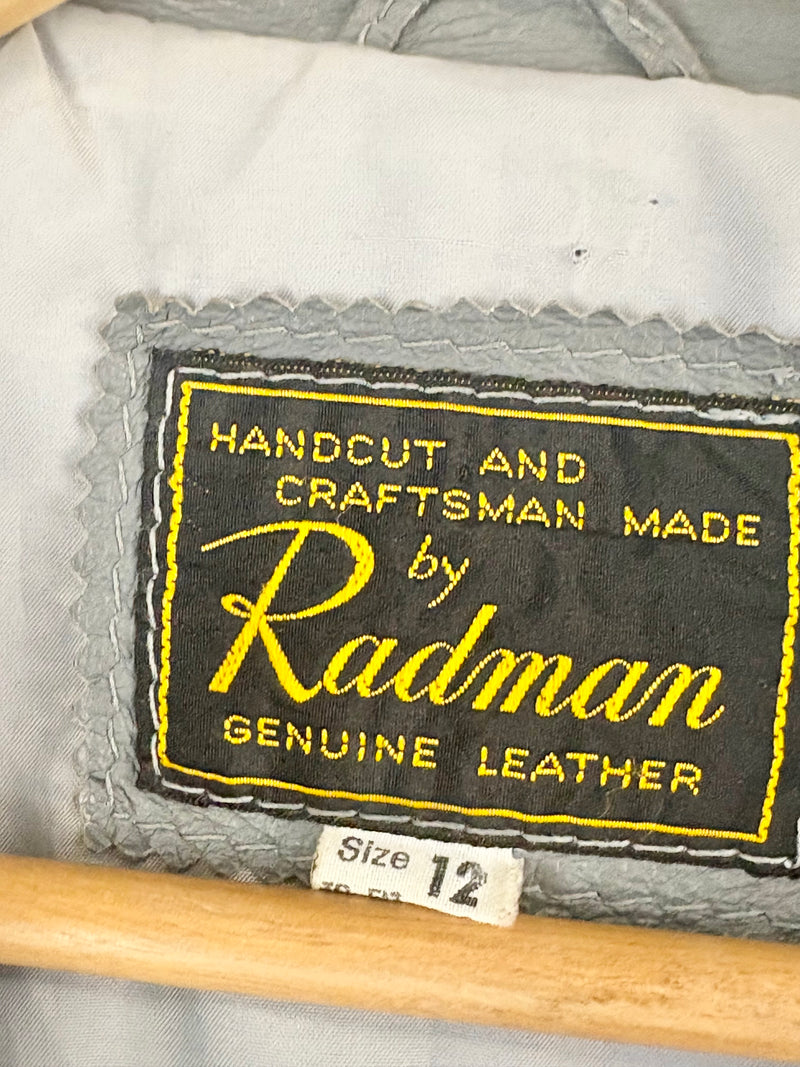 HANDCUT AND
CRAFTSMAN MADE
by
Radman
GENUINE LEATHER
Size 12